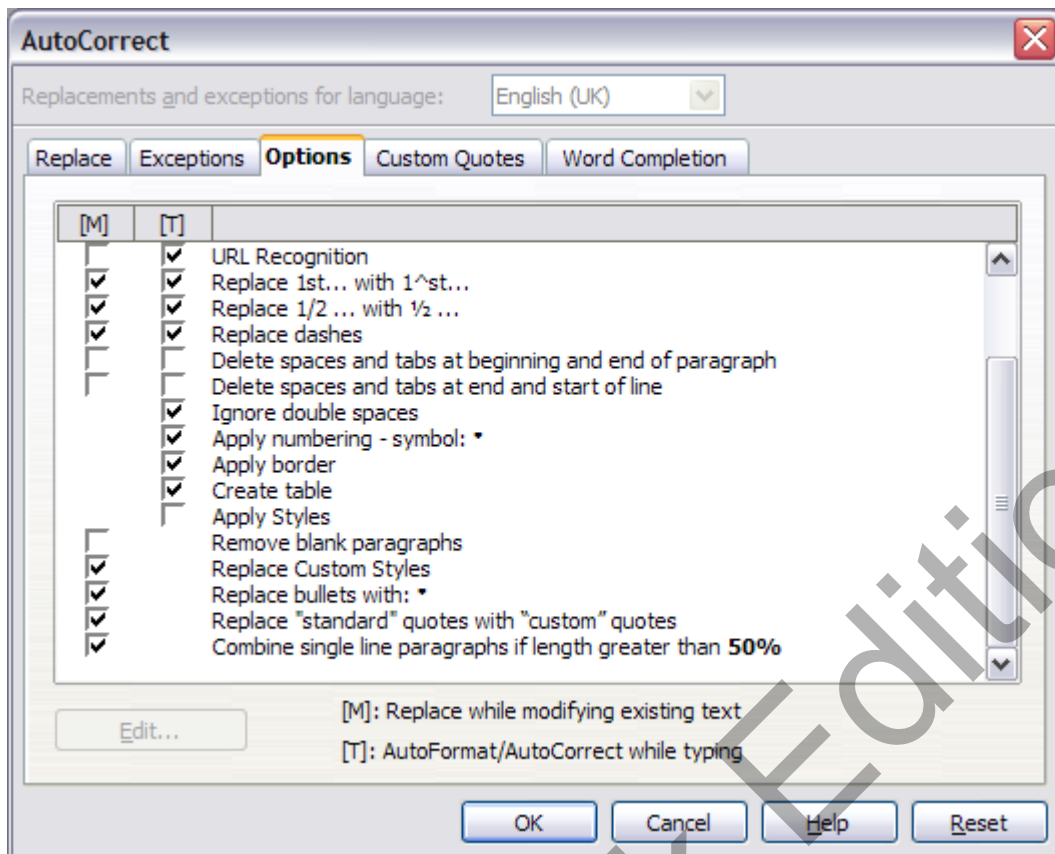 AutoCorrect
Replacements and exceptions for language: English (UK)
Replace Exceptions Options Custom Quotes Word Completion
[M] [T]
URL Recognition
Replace 1st... with 1^st...
Replace 1/2 ... with ½ ...
Replace dashes
Delete spaces and tabs at beginning and end of paragraph
Delete spaces and tabs at end and start of line
Ignore double spaces
Apply numbering - symbol: •
Apply border
Create table
Apply Styles
Remove blank paragraphs
Replace Custom Styles
Replace bullets with: •
Replace "standard" quotes with “custom” quotes
Combine single line paragraphs if length greater than 50%
[M]: Replace while modifying existing text
Edit...
[T]: AutoFormat/AutoCorrect while typing
OK Cancel Help Reset